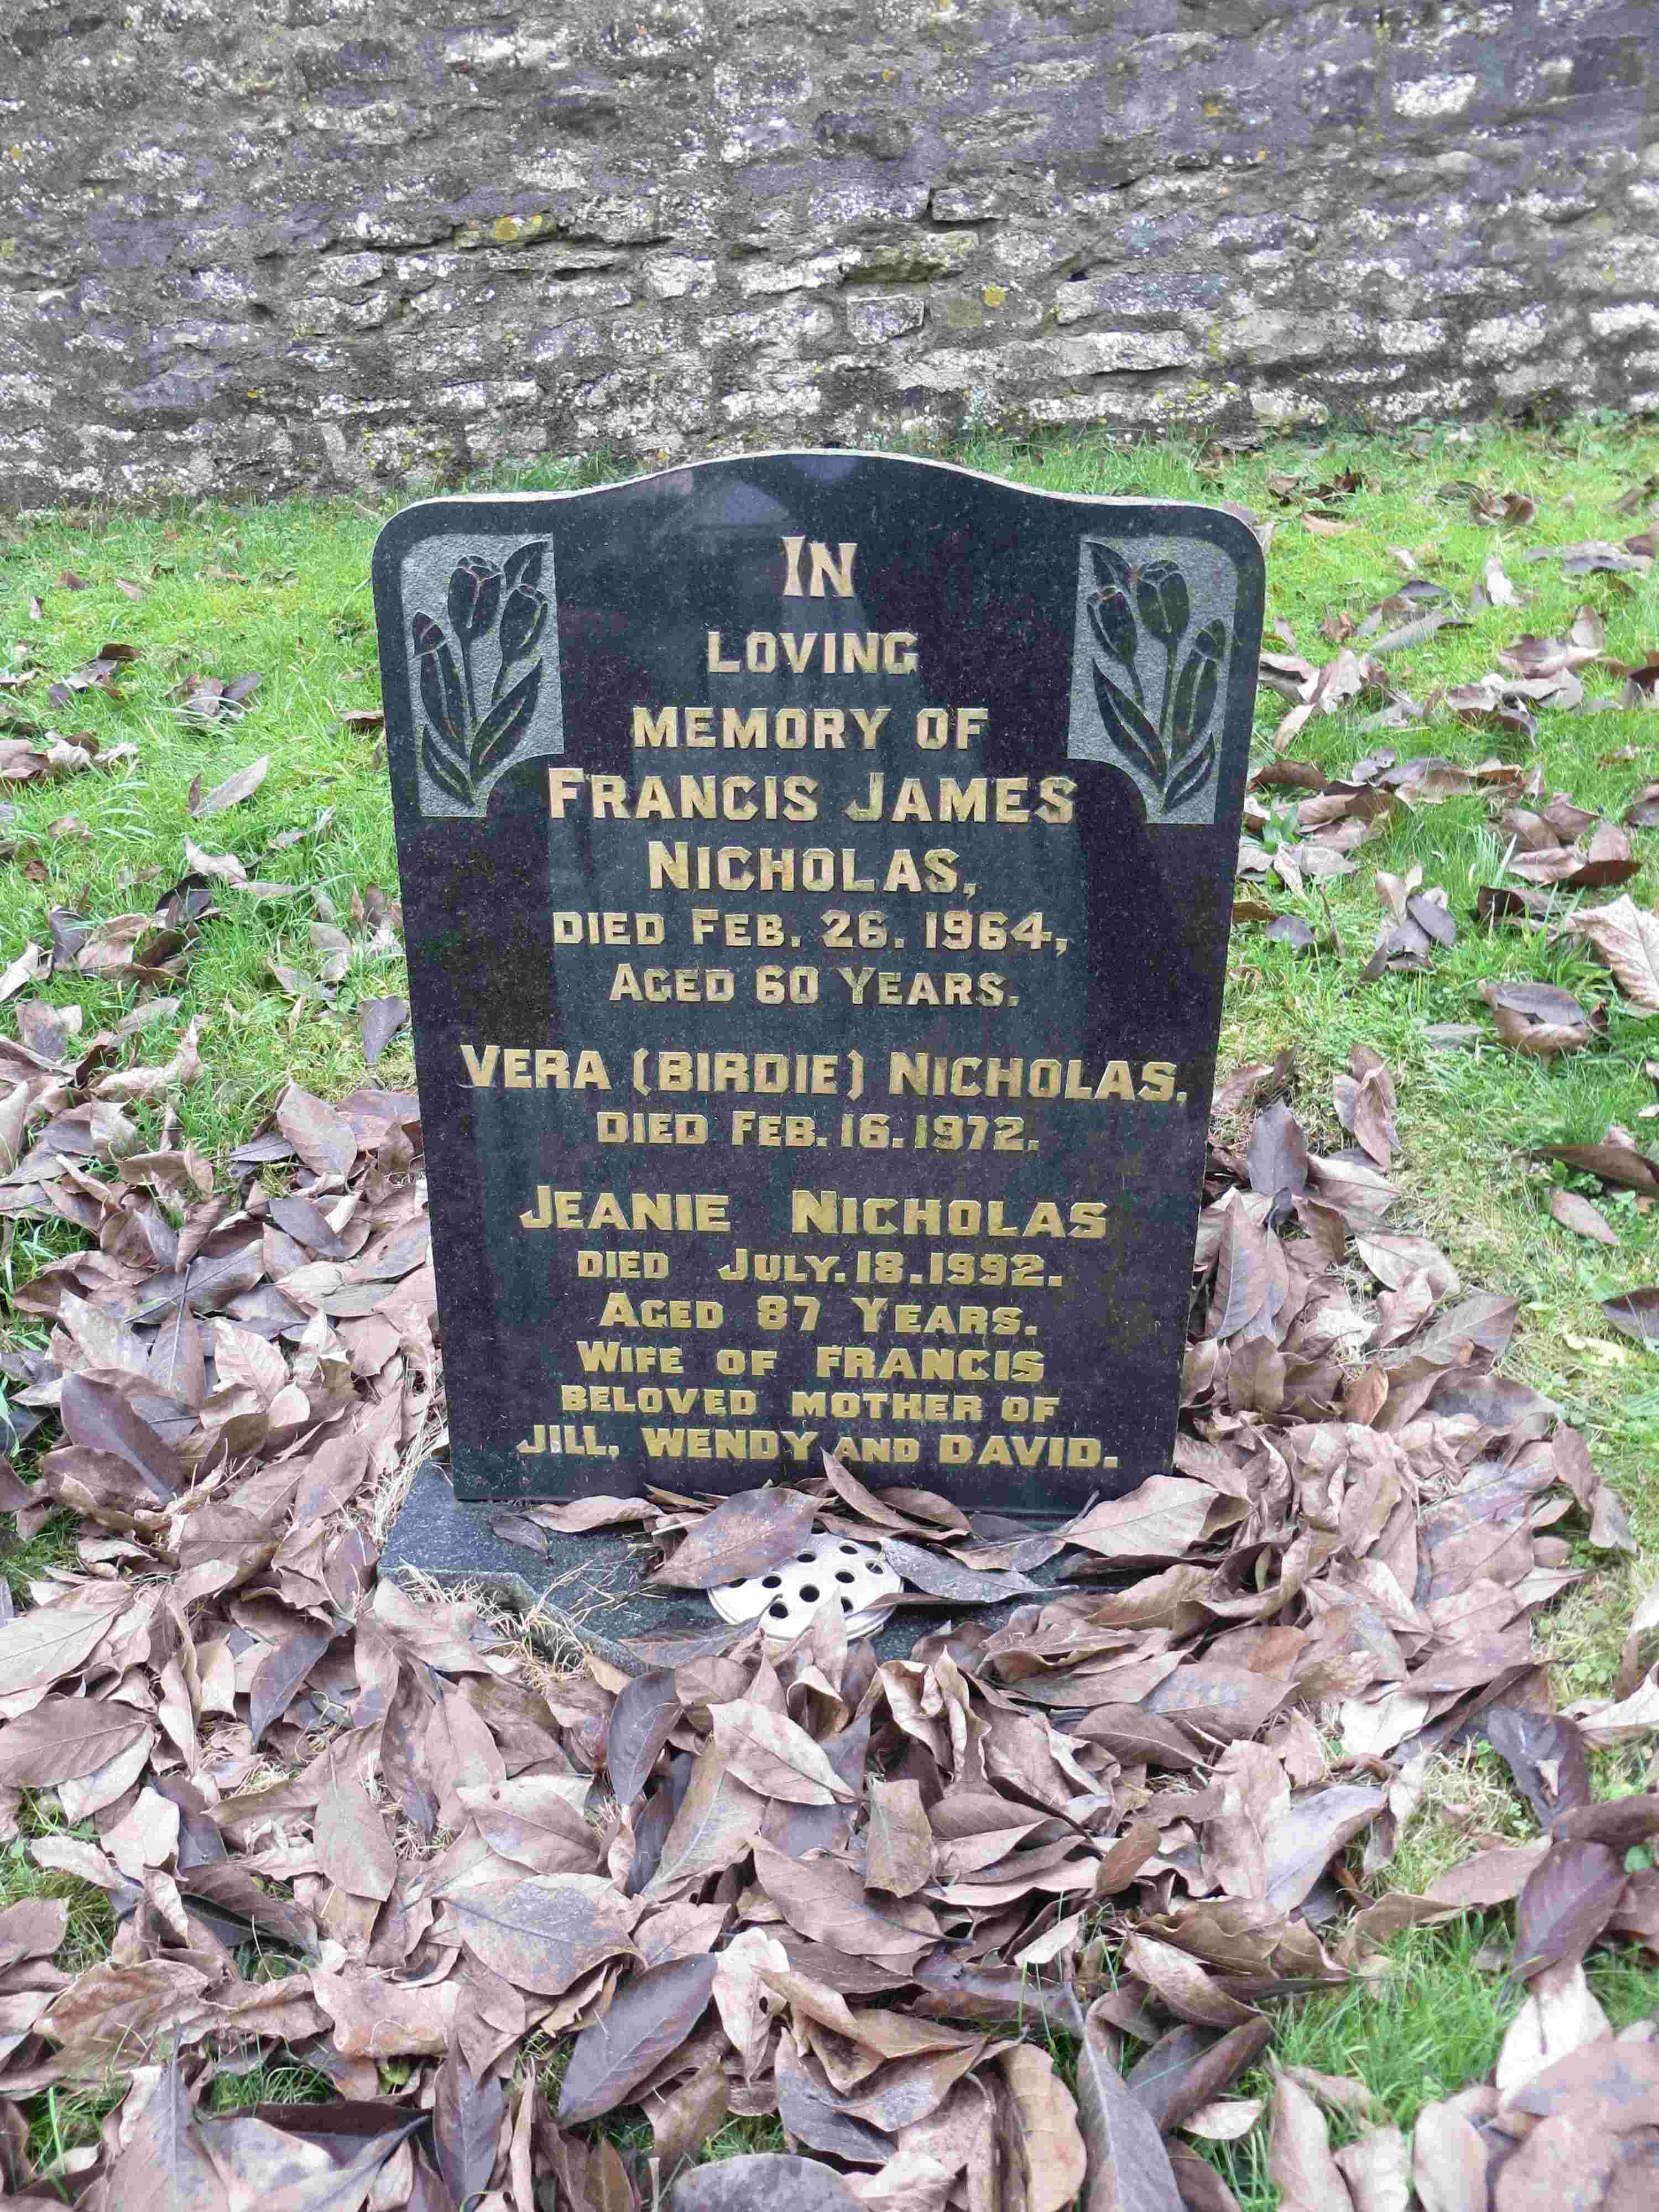 IN
LOVING
MEMORY OF
FRANCIS JAMES
NICHOLAS,
DIED FEB. 26. 1964,
AGED 60 YEARS.
VERA (BIRDIE) NICHOLAS,
DIED FEB. 16. 1972.
JEANIE NICHOLAS
DIED JULY. 18. 1992.
AGED 87 YEARS.
WIFE OF FRANCIS
BELOVED MOTHER OF
JILL, WENDY AND DAVID.